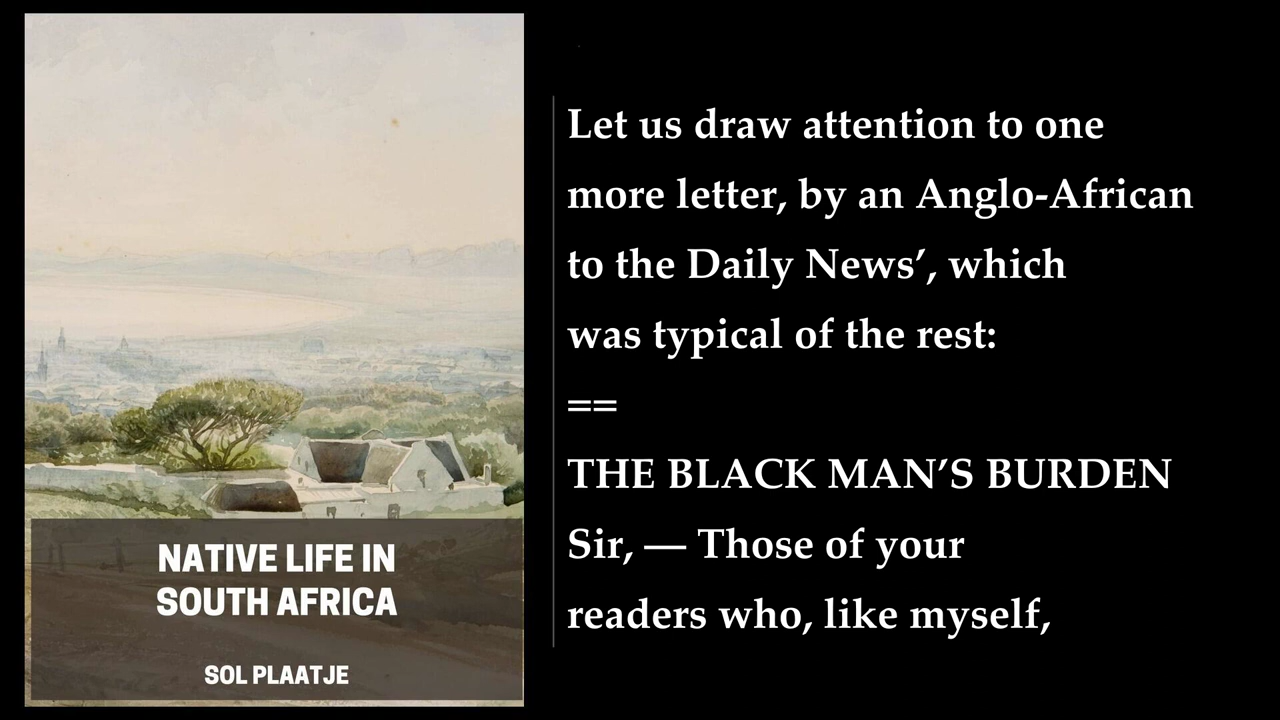 NATIVE LIFE IN
SOUTH AFRICA
SOL PLAATJE
Let us draw attention to one
more letter, by an Anglo-African
to the Daily News’, which
was typical of the rest:
==
THE BLACK MAN’S BURDEN
Sir, — Those of your
readers who, like myself,